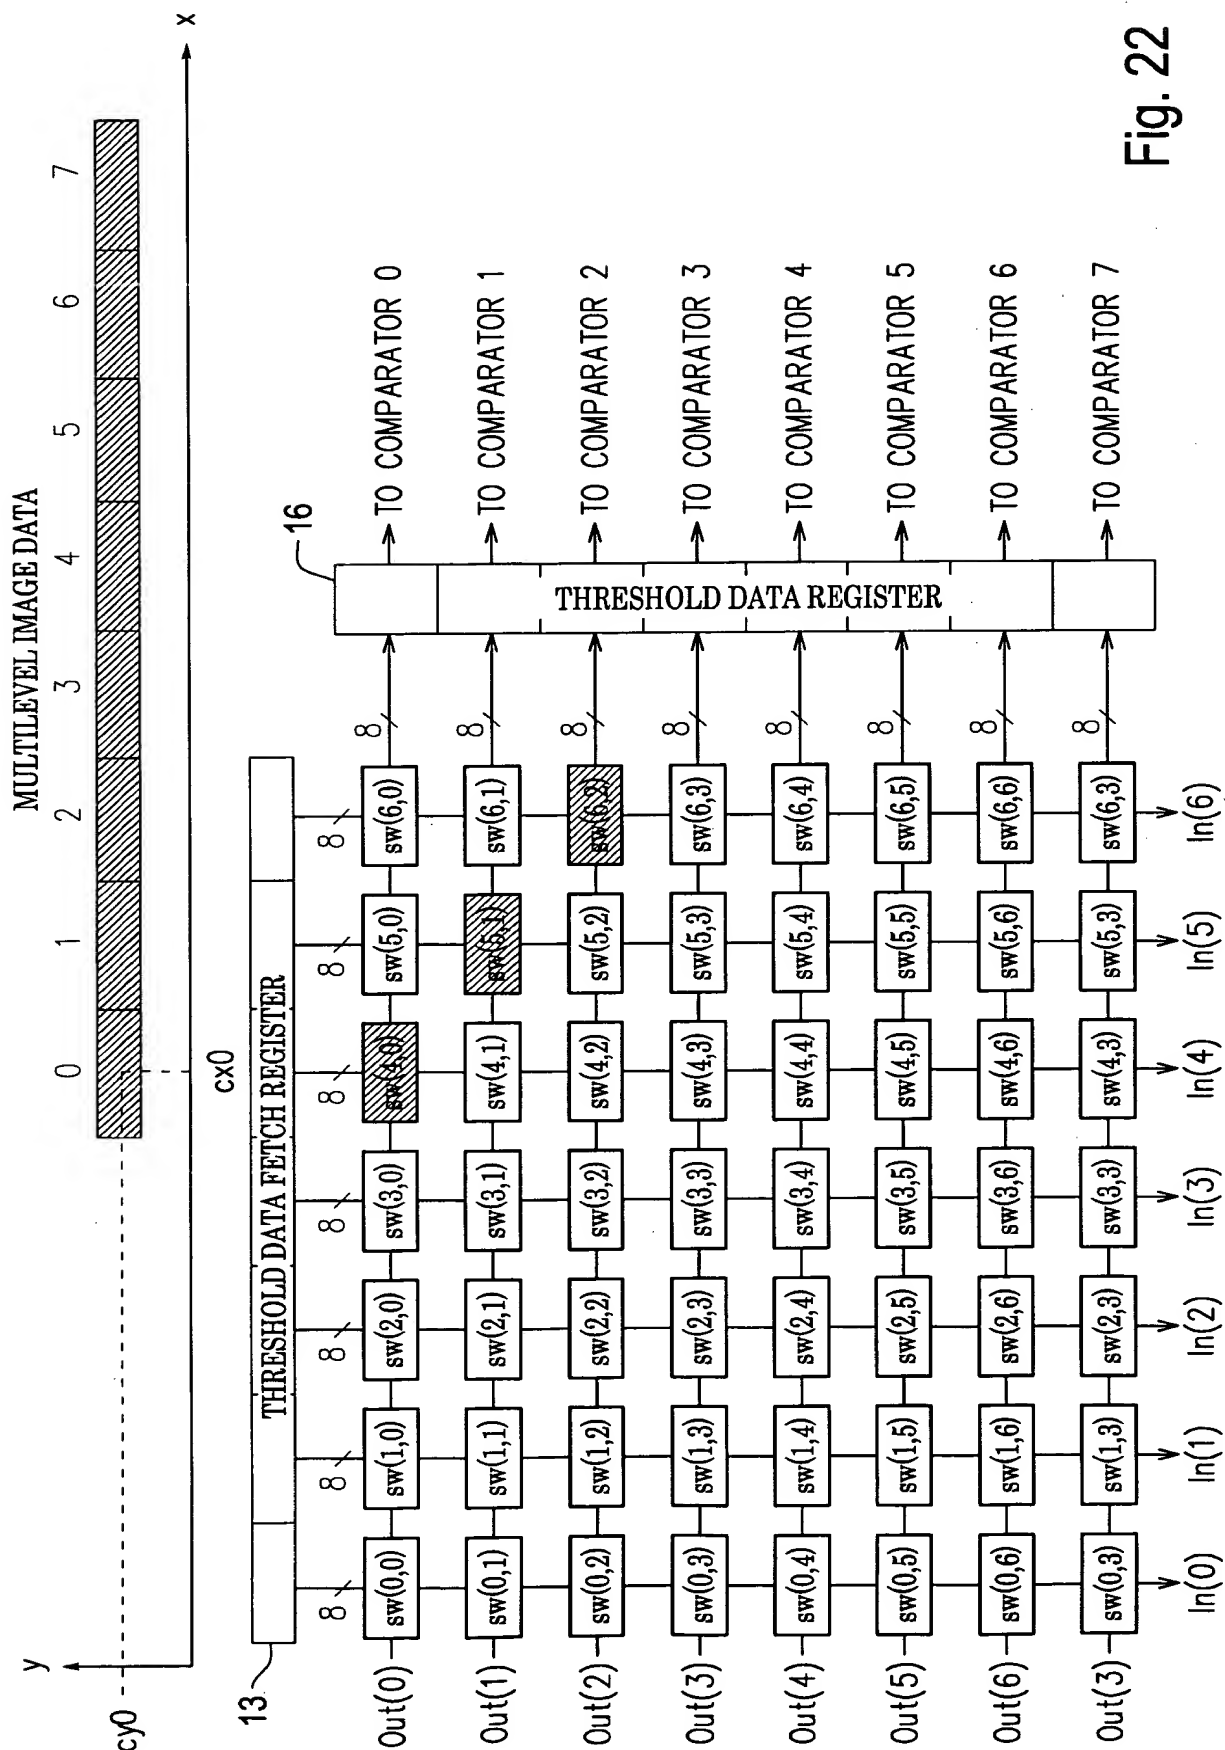 MULTILEVEL IMAGE DATA
0 1 2 3 4 5 6 7
y
cy0
x
cx0
13
THRESHOLD DATA FETCH REGISTER
16
8 8 8 8 8 8 8
Out(0) sw(0,0) sw(1,0) sw(2,0) sw(3,0) sw(4,0) sw(5,0) sw(6,0) 8 TO COMPARATOR 0
Out(1) sw(0,1) sw(1,1) sw(2,1) sw(3,1) sw(4,1) sw(5,1) sw(6,1) 8 TO COMPARATOR 1
Out(2) sw(0,2) sw(1,2) sw(2,2) sw(3,2) sw(4,2) sw(5,2) sw(6,2) 8 TO COMPARATOR 2
Out(3) sw(0,3) sw(1,3) sw(2,3) sw(3,3) sw(4,3) sw(5,3) sw(6,3) 8 TO COMPARATOR 3
Out(4) sw(0,4) sw(1,4) sw(2,4) sw(3,4) sw(4,4) sw(5,4) sw(6,4) 8 TO COMPARATOR 4
Out(5) sw(0,5) sw(1,5) sw(2,5) sw(3,5) sw(4,5) sw(5,5) sw(6,5) 8 TO COMPARATOR 5
Out(6) sw(0,6) sw(1,6) sw(2,6) sw(3,6) sw(4,6) sw(5,6) sw(6,6) 8 TO COMPARATOR 6
Out(3) sw(0,3) sw(1,3) sw(2,3) sw(3,3) sw(4,3) sw(5,3) sw(6,3) 8 TO COMPARATOR 7
THRESHOLD DATA REGISTER
In(0) In(1) In(2) In(3) In(4) In(5) In(6)
Fig. 22